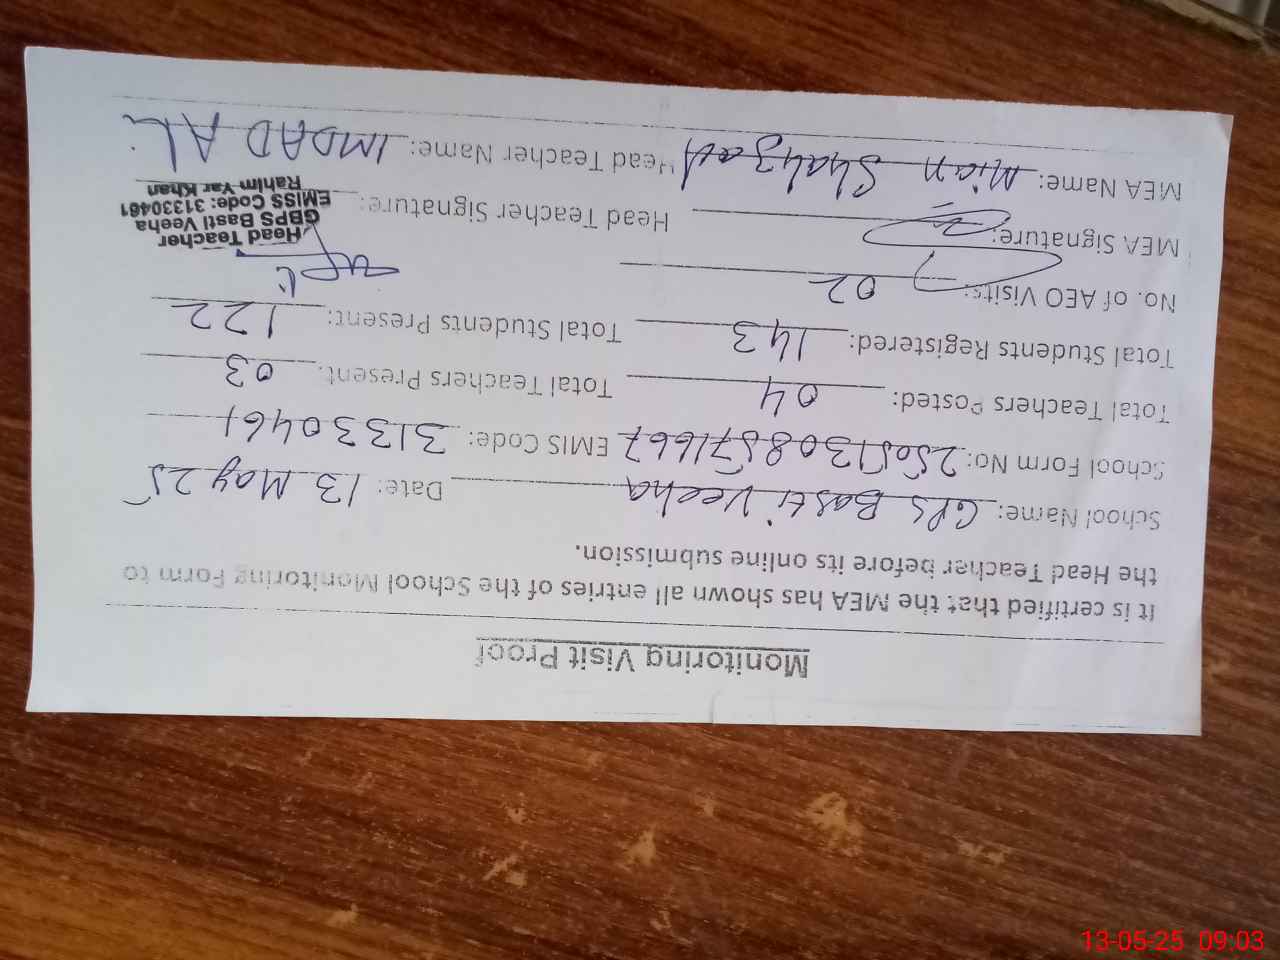 Monitoring Visit Proof
It is certified that the MEA has shown all entries of the School Monitoring Form to
the Head Teacher before its online submission.
School Name: GPS Basti Veeha Date: 13 May 25
School Form No: 25051308571667 EMIS Code: 31330461
Total Teachers Posted: 04 Total Teachers Present: 03
Total Students Registered: 143 Total Students Present: 122
No. of AEO Visits: 02
MEA Signature: Head Teacher Signature:
Head Teacher
GBPS Basti Veeha
EMISS Code: 31330461
Rahim Yar Khan
MEA Name: Mian Shahzad Head Teacher Name: IMDAD ALi
13-05-25 09:03